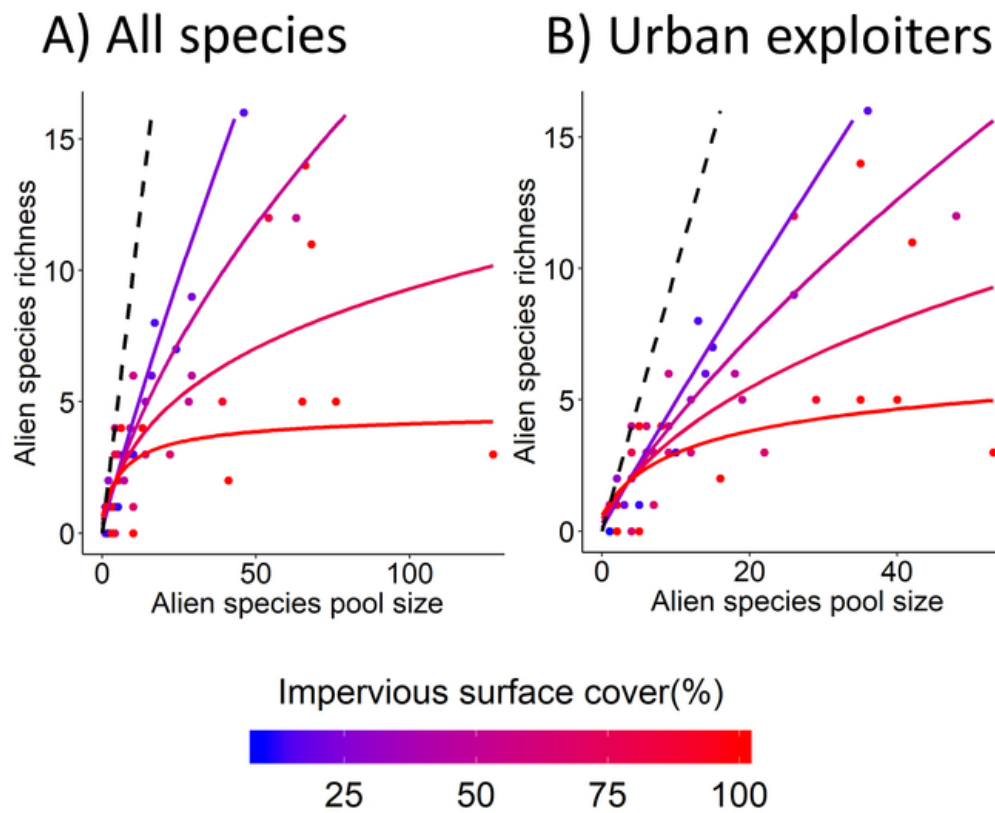 A) All species
B) Urban exploiters
Alien species richness
15
10
5
0
0
50
100
Alien species pool size
Alien species richness
15
10
5
0
0
20
40
Alien species pool size
Impervious surface cover(%)
25
50
75
100